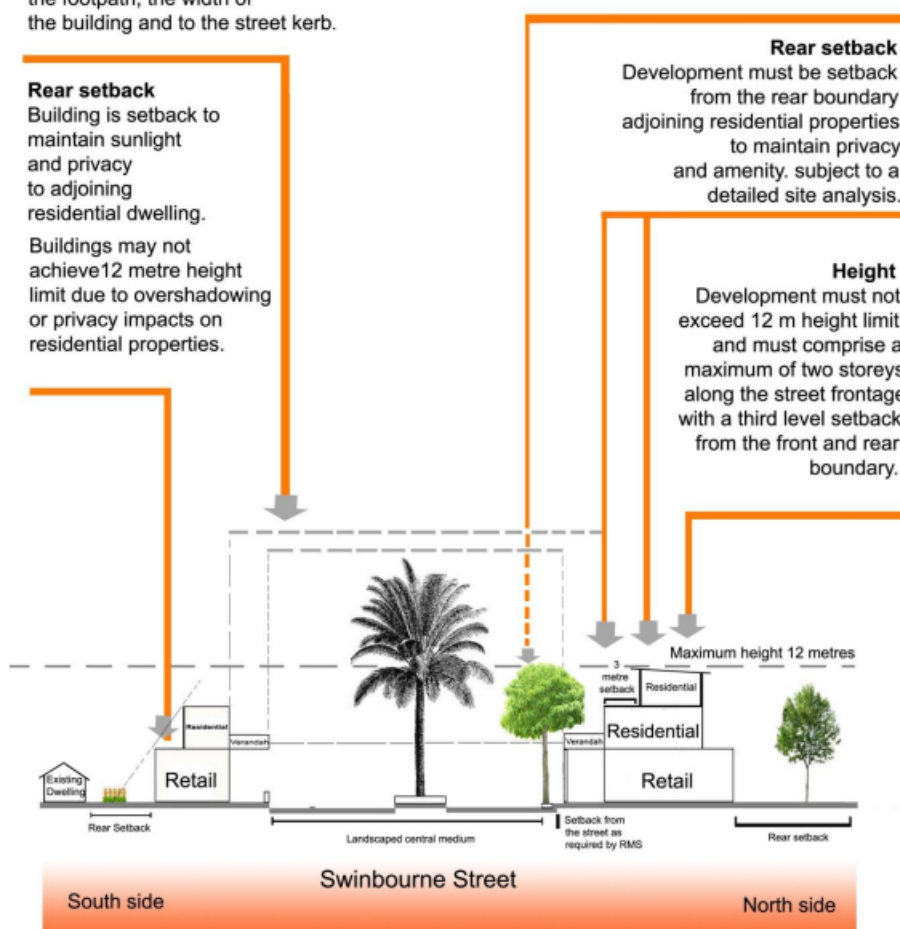 the footpath, the width of
the building and to the street kerb.
Rear setback
Building is setback to
maintain sunlight
and privacy
to adjoining
residential dwelling.
Buildings may not
achieve12 metre height
limit due to overshadowing
or privacy impacts on
residential properties.
Rear setback
Development must be setback
from the rear boundary
adjoining residential properties
to maintain privacy
and amenity. subject to a
detailed site analysis.
Height
Development must not
exceed 12 m height limit
and must comprise a
maximum of two storeys
along the street frontage
with a third level setback
from the front and rear
boundary.
Maximum height 12 metres
3
metre
setback
Residential
Residential
Verandah
Verandah
Residential
Retail
Retail
Existing
Dwelling
Rear Setback
Landscaped central medium
Setback from
the street as
required by RMS
Rear setback
Swinbourne Street
South side
North side